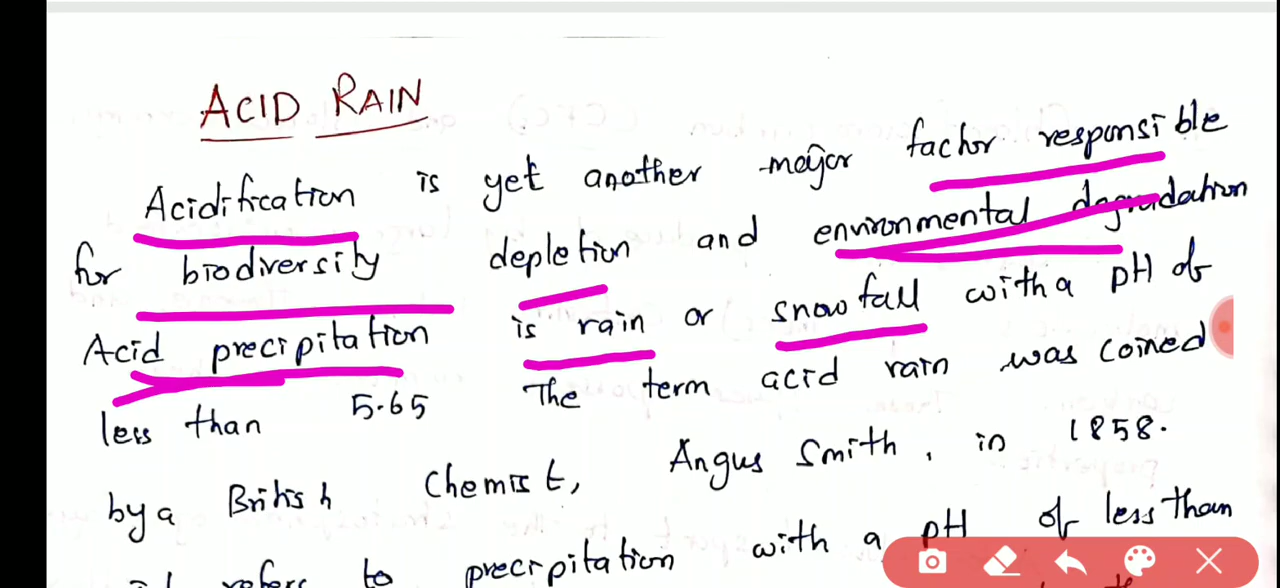 ACID RAIN
Acidification is yet another major factor responsible
for biodiversity depletion and environmental degradation
Acid precipitation is rain or snowfall with a pH of
less than 5.65 The term acid rain was coined
by a British Chemist, Angus Smith, in 1858.
refers to precipitation with a pH of less than